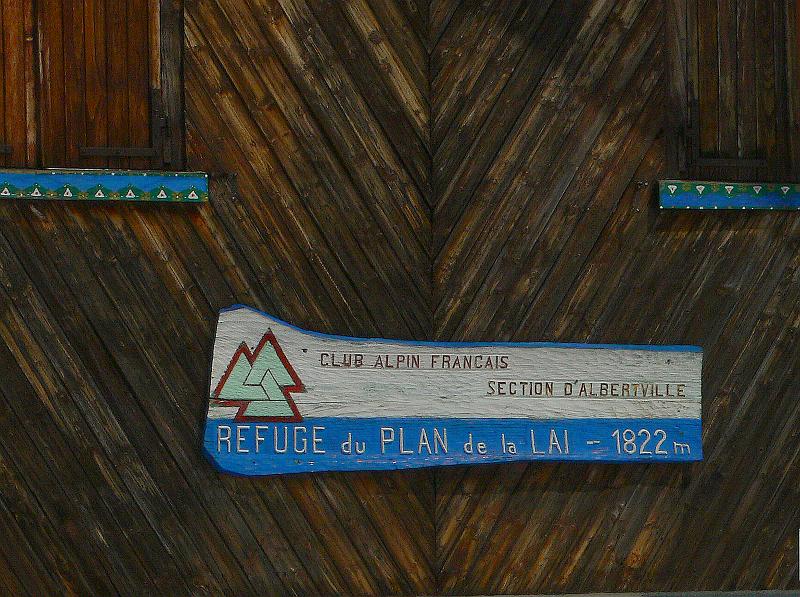 CLUB ALPIN FRANCAIS
SECTION D'ALBERTVILLE
REFUGE du PLAN de la LAI - 1822 m